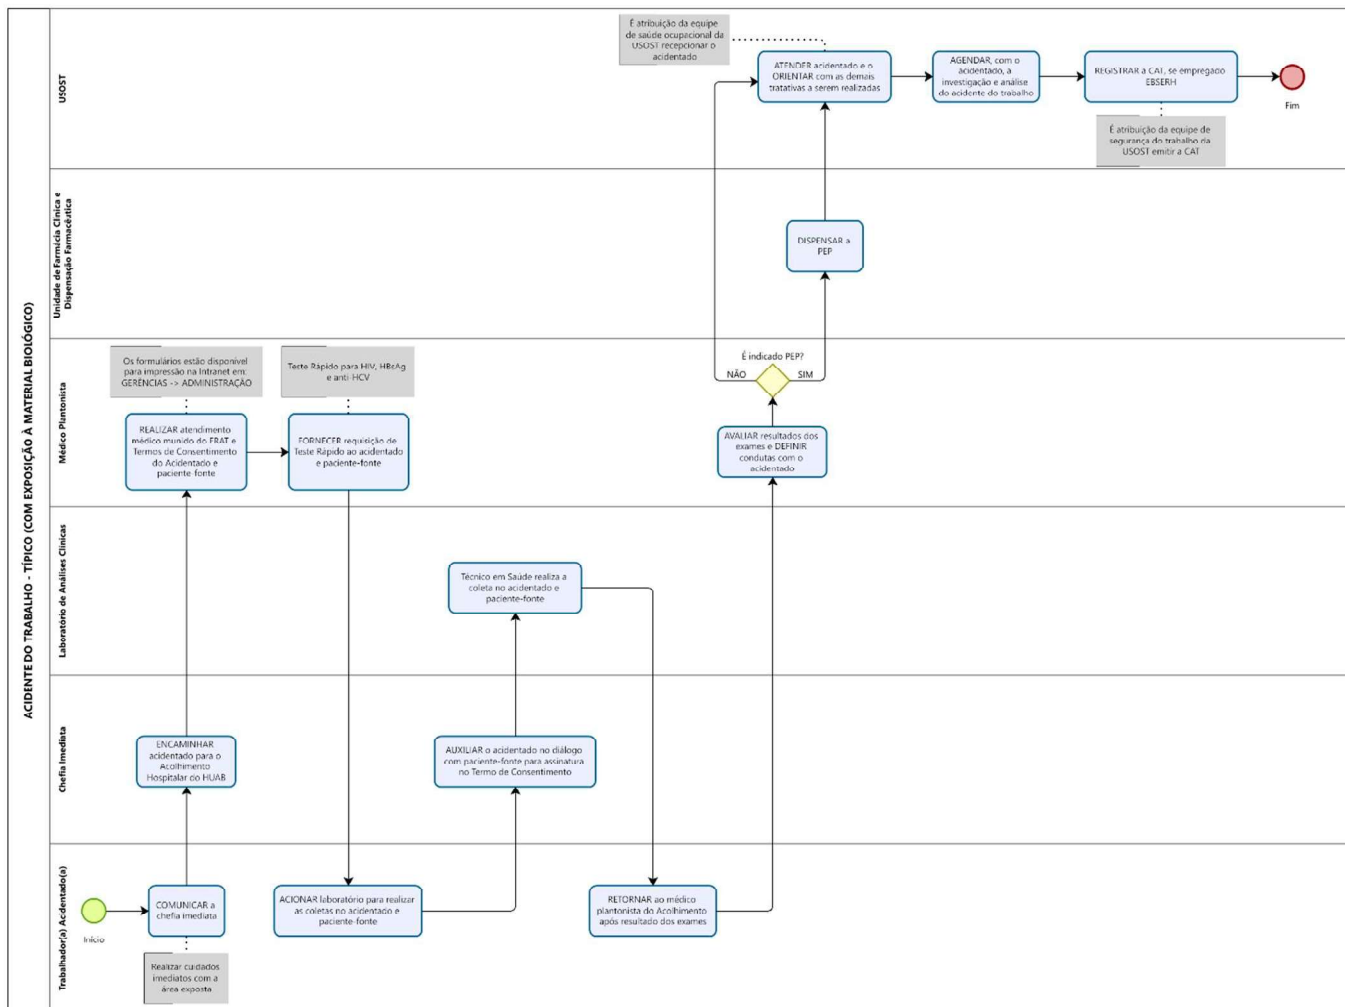 ACIDENTE DO TRABALHO - TÍPICO (COM EXPOSIÇÃO À MATERIAL BIOLÓGICO)
USOST
É atribuição da equipe
de saúde ocupacional da
USOST recepcionar o
acidentado
ATENDER acidentado e o
ORIENTAR com as demais
tratativas a serem realizadas
AGENDAR, com o
acidentado, a
investigação e análise
do acidente do trabalho
REGISTRAR a CAT, se empregado
EBSERH
Fim
É atribuição da equipe de
segurança do trabalho da
USOST emitir a CAT
Unidade de Farmícia Clínica e
Dispensação Farmacêztica
DISPENSAR a
PEP
Médico Plantonista
Os formulários estão disponível
para impressão na Intranet em:
GERÊNCIAS -> ADMINISTRAÇÃO
Teste Rápido para HIV, HBsAg
e anti-HCV
É indicado PEP?
NÃO
SIM
REALIZAR atendimento
médico munido do FRAT e
Termos de Consentimento
do Acidentado e
paciente-fonte
FORNECER requisição de
Teste Rápido ao acidentado
e paciente-fonte
AVALIAR resultados dos
exames e DEFINIR
condutas com o
acidentado
Laboratório de Análises Clínicas
Técnico em Saúde realiza a
coleta no acidentado e
paciente-fonte
Chefia Imediata
ENCAMINHAR
acidentado para o
Acolhimento
Hospitalar do HUAB
AUXILIAR o acidentado no diálogo
com paciente-fonte para assinatura
no Termo de Consentimento
Trabalhador(a) Acidentado(a)
Início
COMUNICAR a
chefia imediata
Realizar cuidados
imediatos com a
área exposta
ACIONAR laboratório para realizar
as coletas no acidentado e
paciente-fonte
RETORNAR ao médico
plantonista do Acolhimento
após resultado dos exames